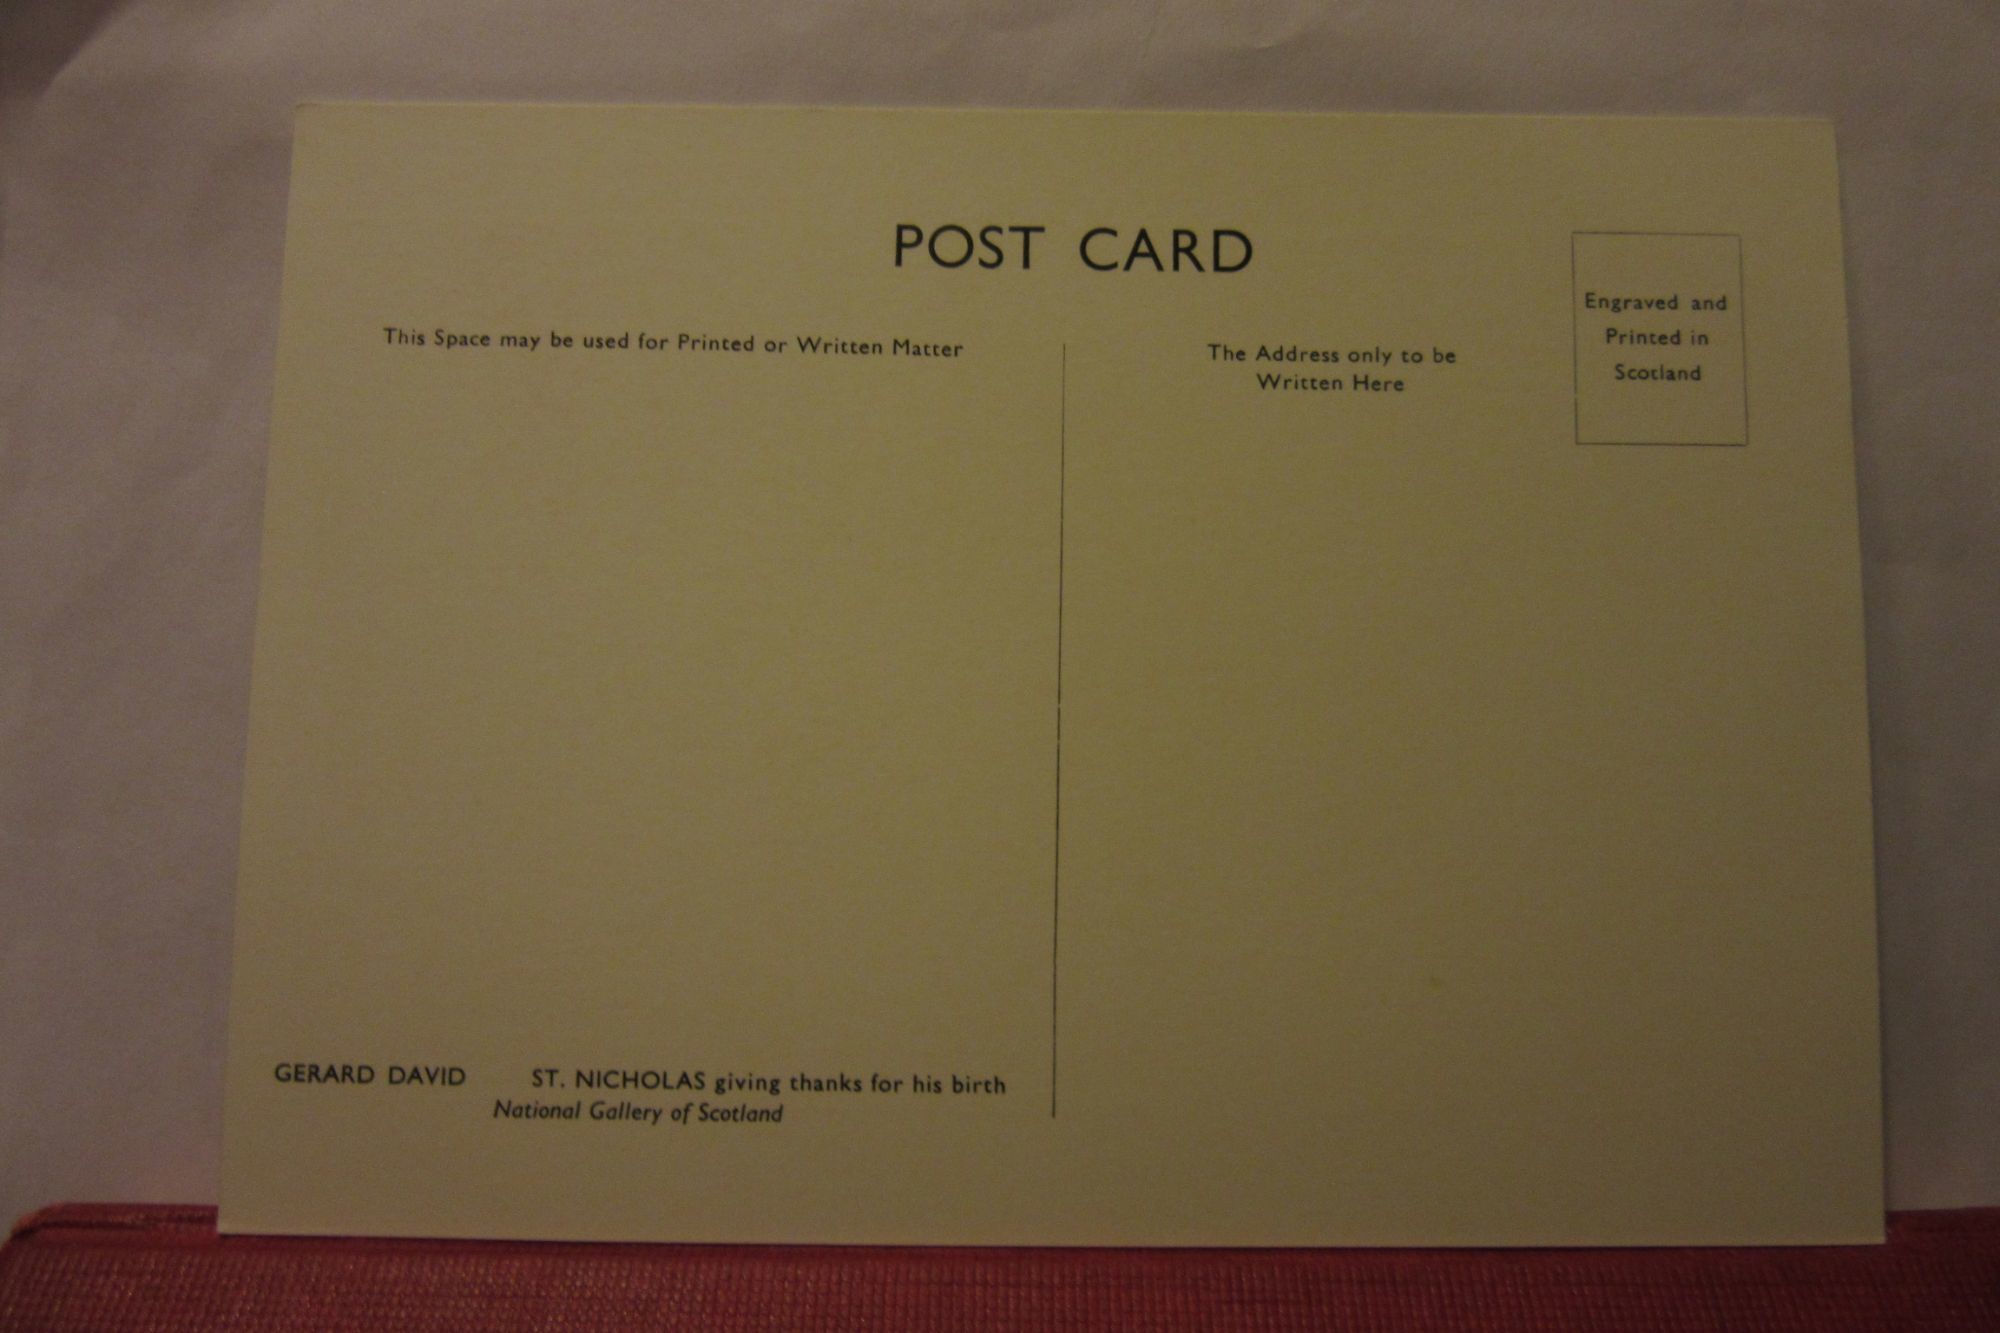 POST CARD
This Space may be used for Printed or Written Matter
The Address only to be
Written Here
Engraved and
Printed in
Scotland
GERARD DAVID ST. NICHOLAS giving thanks for his birth
National Gallery of Scotland